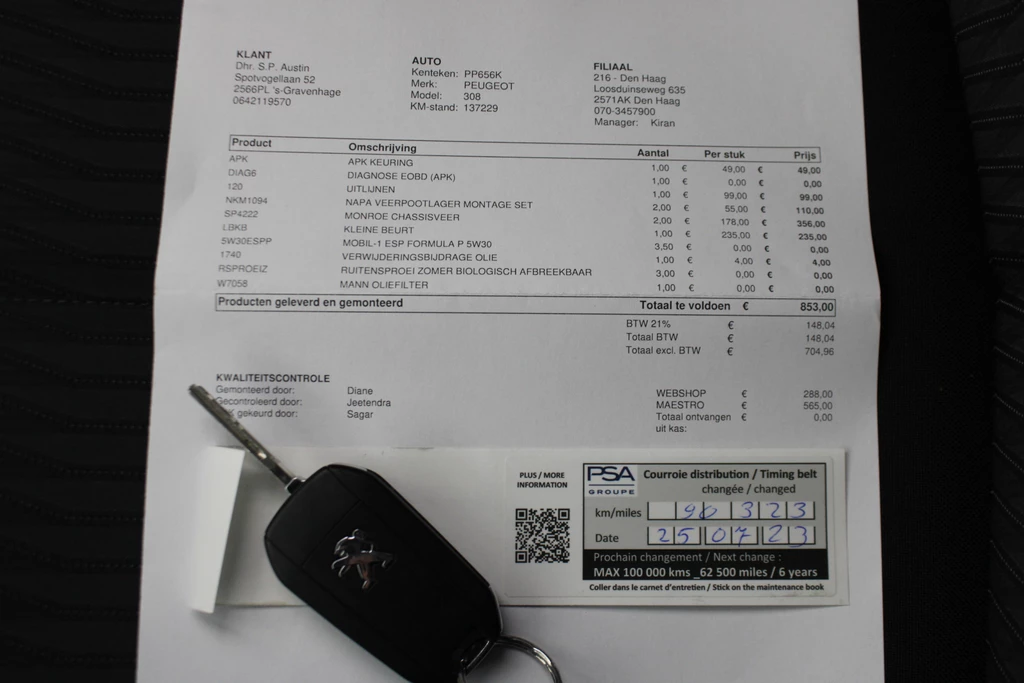 KLANT
Dhr. S.P. Austin
Spotvogellaan 52
2566PL 's-Gravenhage
0642119570
AUTO
Kenteken: PP656K
Merk: PEUGEOT
Model: 308
KM-stand: 137229
FILIAAL
216 - Den Haag
Loosduinseweg 635
2571AK Den Haag
070-3457900
Manager: Kiran
Product Omschrijving Aantal Per stuk Prijs
APK APK KEURING 1,00 € 49,00 € 49,00
DIAG6 DIAGNOSE EOBD (APK) 1,00 € 0,00 € 0,00
120 UITLIJNEN 1,00 € 99,00 € 99,00
NKM1094 NAPA VEERPOOTLAGER MONTAGE SET 2,00 € 55,00 € 110,00
SP4222 MONROE CHASSISVEER 2,00 € 178,00 € 356,00
LBKB KLEINE BEURT 1,00 € 235,00 € 235,00
5W30ESPP MOBIL-1 ESP FORMULA P 5W30 3,50 € 0,00 € 0,00
1740 VERWIJDERINGSBIJDRAGE OLIE 1,00 € 4,00 € 4,00
RSPROEIZ RUITENSPROEI ZOMER BIOLOGISCH AFBREEKBAAR 3,00 € 0,00 € 0,00
W7058 MANN OLIEFILTER 1,00 € 0,00 € 0,00
Producten geleverd en gemonteerd Totaal te voldoen € 853,00
BTW 21% € 148,04
Totaal BTW € 148,04
Totaal excl. BTW € 704,96
KWALITEITSCONTROLE
Gemonteerd door: Diane
Gecontroleerd door: Jeetendra
gekeurd door: Sagar
WEBSHOP € 288,00
MAESTRO € 565,00
Totaal ontvangen € 0,00
uit kas:
PLUS / MORE
INFORMATION
PSA
GROUPE
Courroie distribution / Timing belt
changée / changed
km/miles 90 323
Date 25 07 23
Prochain changement / Next change :
MAX 100 000 kms _62 500 miles / 6 years
Coller dans le carnet d'entretien / Stick on the maintenance book